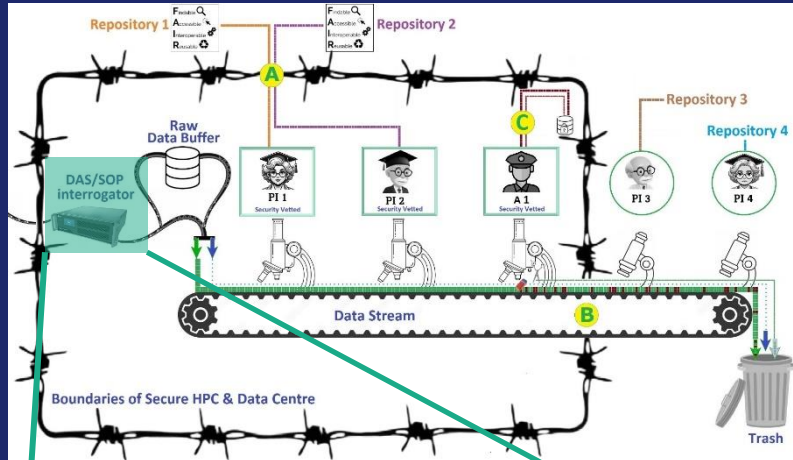 Repository 1
Findable
Accessible
Interoperable
Reusable
Findable
Accessible
Interoperable
Reusable
Repository 2
A
C
Raw
Data Buffer
DAS/SOP
interrogator
PI 1
Security Vetted
PI 2
Security Vetted
A 1
Security Vetted
Repository 3
Repository 4
PI 3
PI 4
Data Stream
B
Boundaries of Secure HPC & Data Centre
Trash